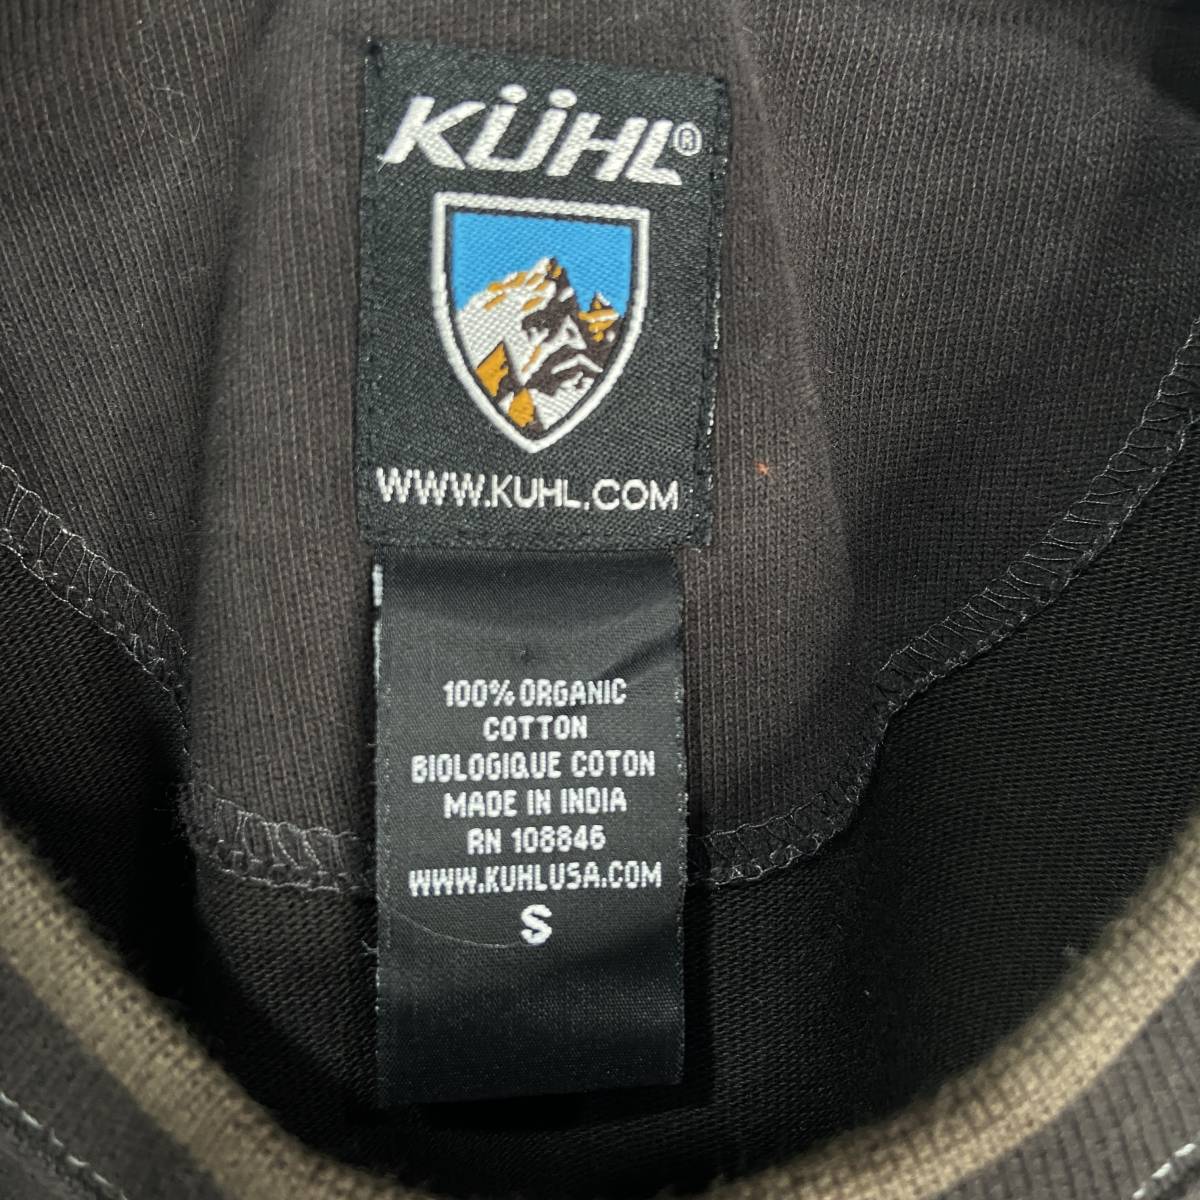 KÜHL®
WWW.KUHL.COM
100% ORGANIC
COTTON
BIOLOGIQUE COTON
MADE IN INDIA
RN 108846
WWW.KUHLUSA.COM
S